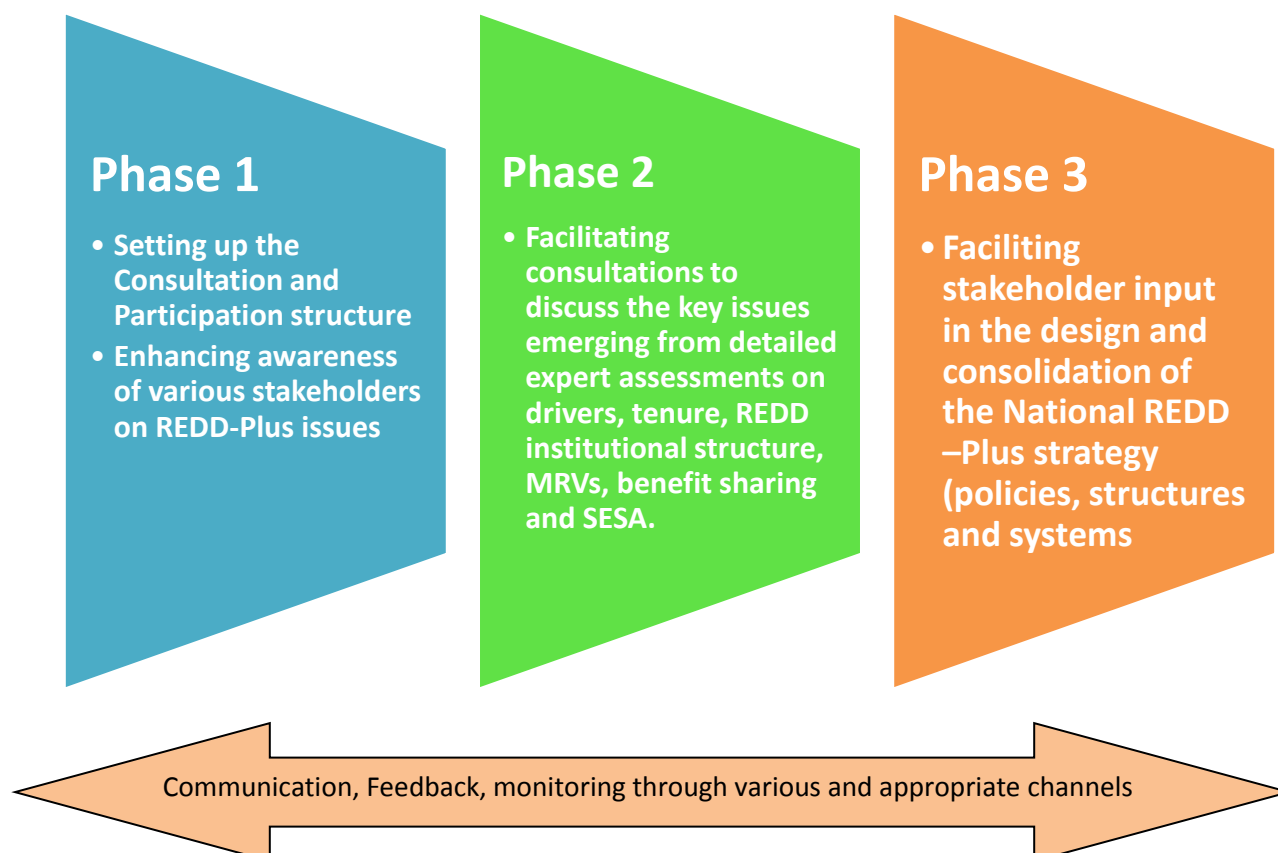 Phase 1
• Setting up the
Consultation and
Participation structure
• Enhancing awareness
of various stakeholders
on REDD-Plus issues
Phase 2
• Facilitating
consultations to
discuss the key issues
emerging from detailed
expert assessments on
drivers, tenure, REDD
institutional structure,
MRVs, benefit sharing
and SESA.
Phase 3
• Faciliting
stakeholder input
in the design and
consolidation of
the National REDD
–Plus strategy
(policies, structures
and systems
Communication, Feedback, monitoring through various and appropriate channels